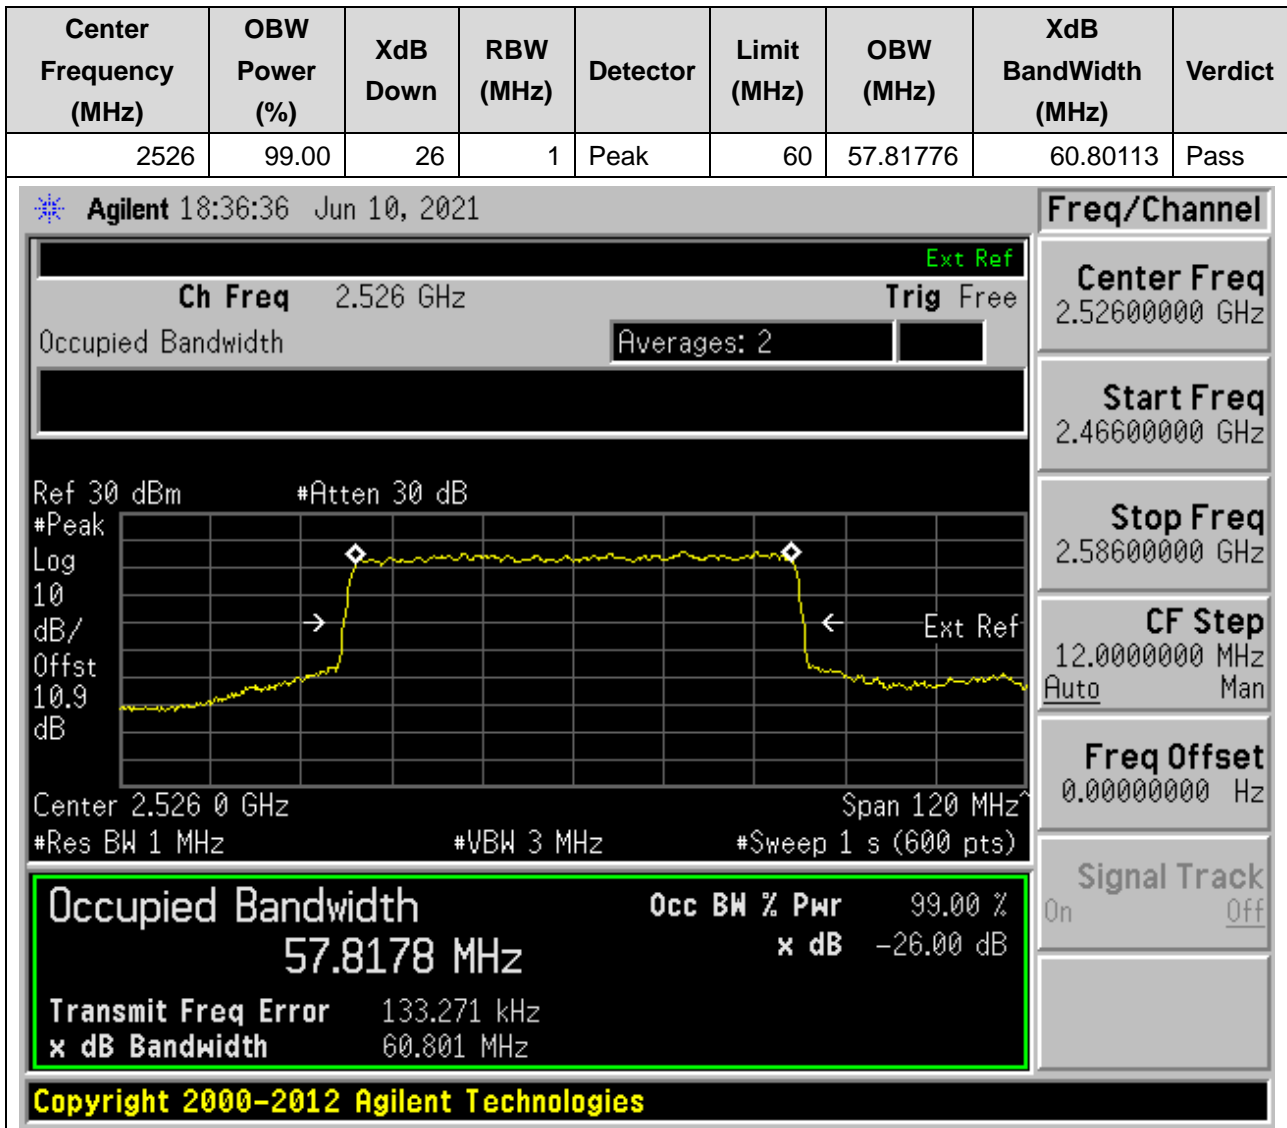 Center Frequency (MHz) OBW Power (%) XdB Down RBW (MHz) Detector Limit (MHz) OBW (MHz) XdB BandWidth (MHz) Verdict
2526 99.00 26 1 Peak 60 57.81776 60.80113 Pass
Agilent 18:36:36 Jun 10, 2021
Freq/Channel
Ext Ref
Ch Freq 2.526 GHz Trig Free
Occupied Bandwidth Averages: 2
Center Freq
2.52600000 GHz
Start Freq
2.46600000 GHz
Stop Freq
2.58600000 GHz
CF Step
12.0000000 MHz
Auto Man
Freq Offset
0.00000000 Hz
Signal Track
On Off
Ref 30 dBm #Atten 30 dB
#Peak
Log
10
dB/
Offst
10.9
dB
Ext Ref
Center 2.526 0 GHz Span 120 MHz^
#Res BW 1 MHz #VBW 3 MHz #Sweep 1 s (600 pts)
Occupied Bandwidth
57.8178 MHz
Occ BW % Pwr 99.00 %
x dB -26.00 dB
Transmit Freq Error 133.271 kHz
x dB Bandwidth 60.801 MHz
Copyright 2000-2012 Agilent Technologies